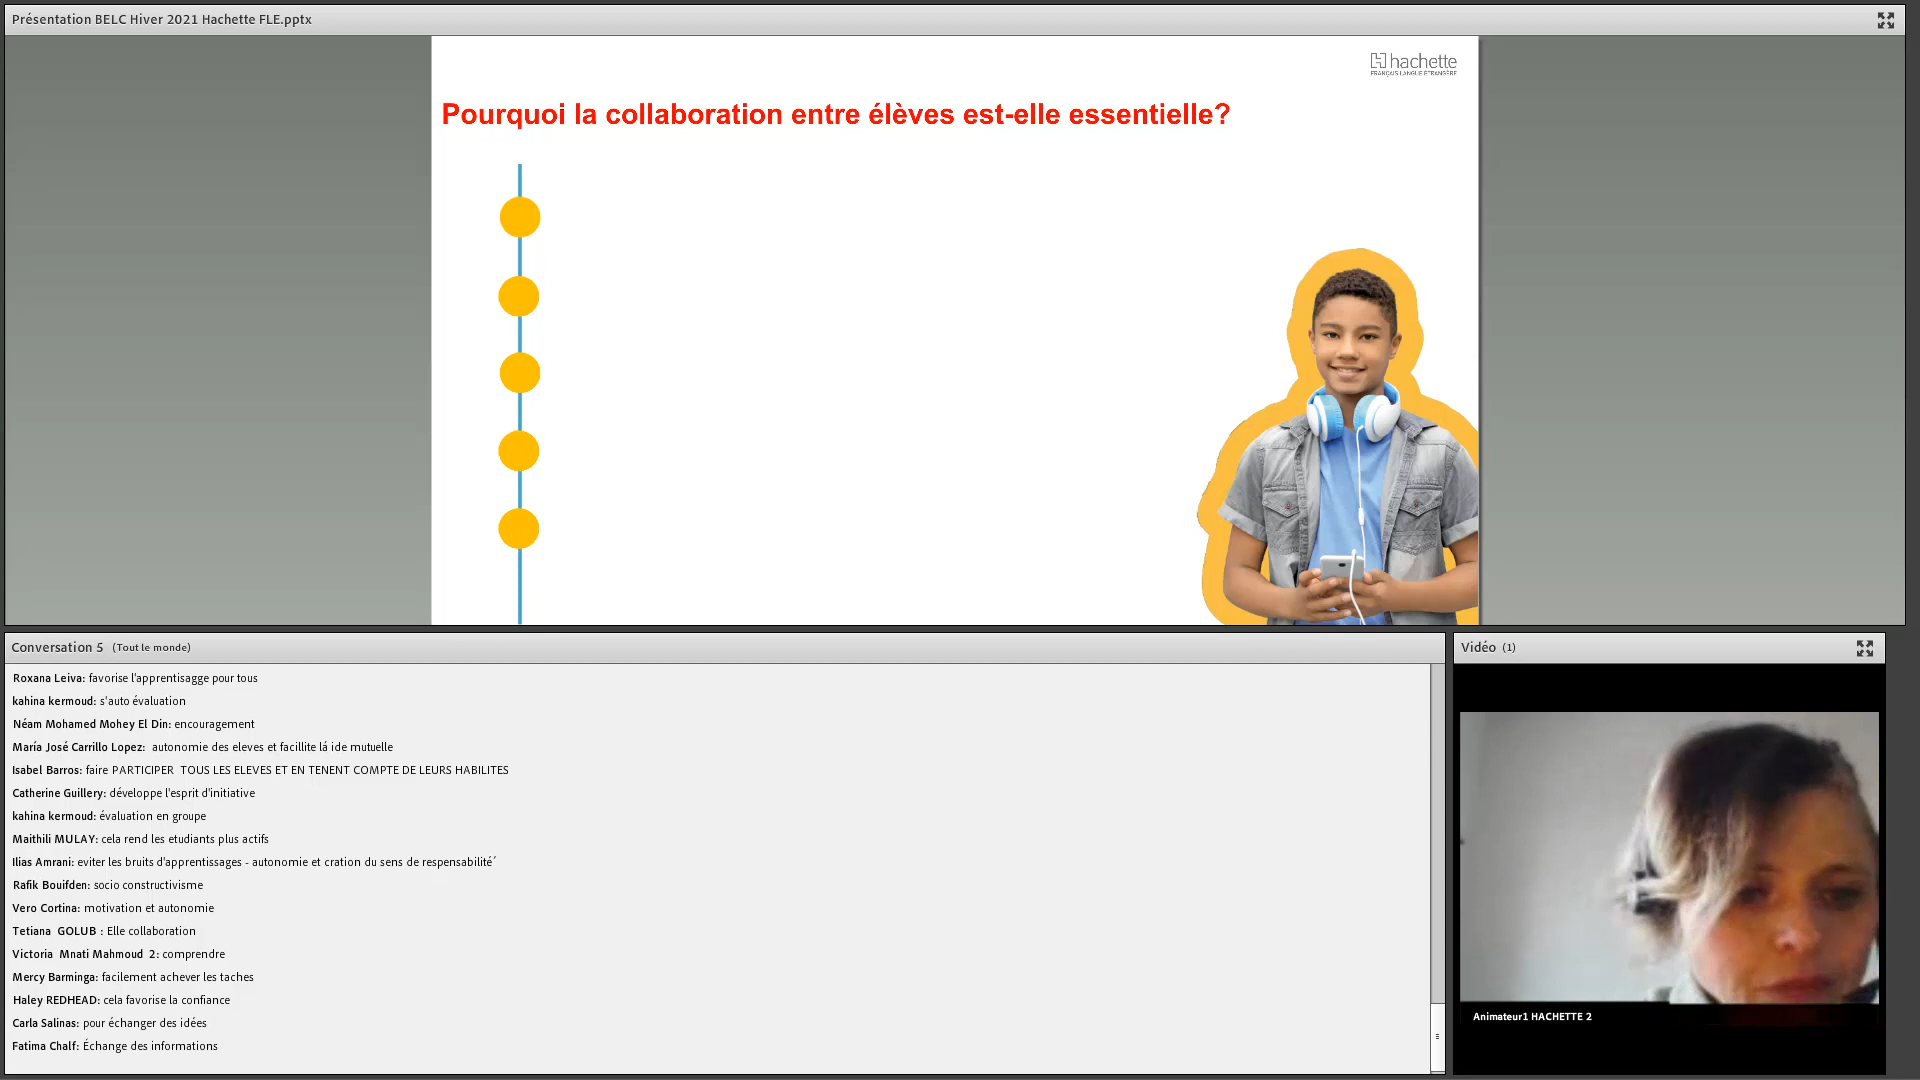 Présentation BELC Hiver 2021 Hachette FLE.pptx
hachette
FRANÇAIS LANGUE ÉTRANGÈRE
Pourquoi la collaboration entre élèves est-elle essentielle?
Conversation 5 (Tout le monde)
Roxana Leiva: favorise l'apprentisagge pour tous
kahina kermoud: s'auto évaluation
Néam Mohamed Mohey El Din: encouragement
María José Carrillo Lopez: autonomie des eleves et facillite lá ide mutuelle
Isabel Barros: faire PARTICIPER TOUS LES ELEVES ET EN TENENT COMPTE DE LEURS HABILITES
Catherine Guillery: développe l'esprit d'initiative
kahina kermoud: évaluation en groupe
Maithili MULAY: cela rend les etudiants plus actifs
Ilias Amrani: eviter les bruits d'apprentissages - autonomie et cration du sens de responsabilité´
Rafik Bouifden: socio constructivisme
Vero Cortina: motivation et autonomie
Tetiana GOLUB : Elle collaboration
Victoria Mnati Mahmoud 2: comprendre
Mercy Barminga: facilement achever les taches
Haley REDHEAD: cela favorise la confiance
Carla Salinas: pour échanger des idées
Fatima Chalf: Échange des informations
Vidéo (1)
Animateur1 HACHETTE 2